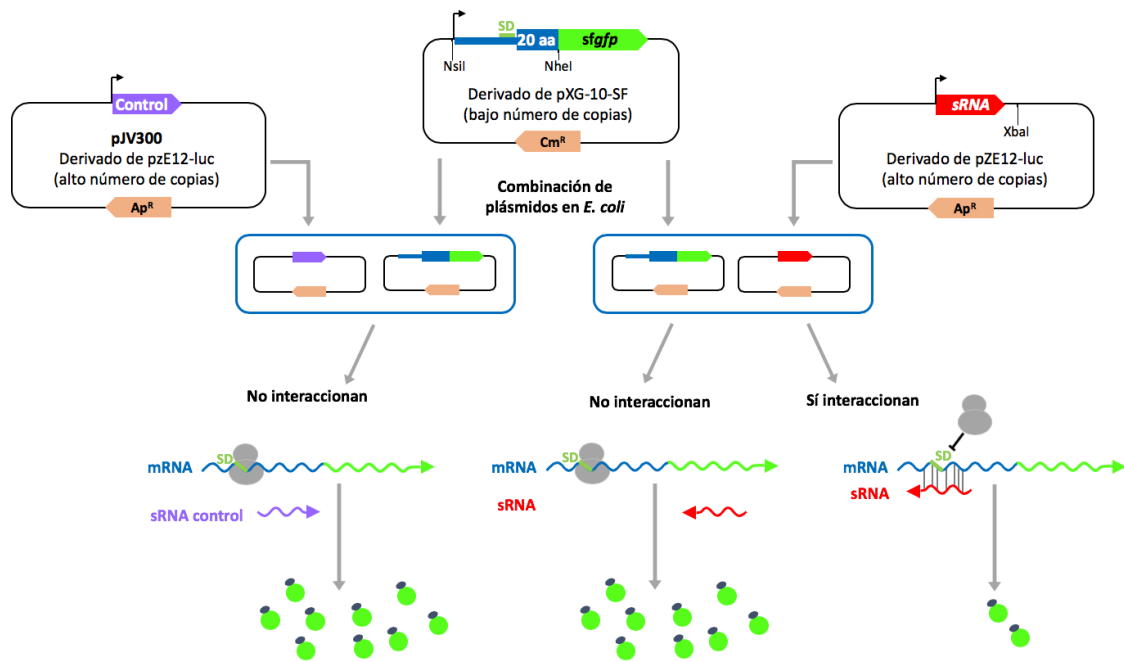 SD
20 aa sfgfp
NsiI NheI
Derivado de pXG-10-SF
(bajo número de copias)
Cmᴿ
Control
pJV300
Derivado de pzE12-luc
(alto número de copias)
Apᴿ
sRNA
XbaI
Derivado de pZE12-luc
(alto número de copias)
Apᴿ
Combinación de
plásmidos en E. coli
No interaccionan
No interaccionan
Sí interaccionan
SD
mRNA
sRNA control
SD
mRNA
sRNA
SD
mRNA
sRNA